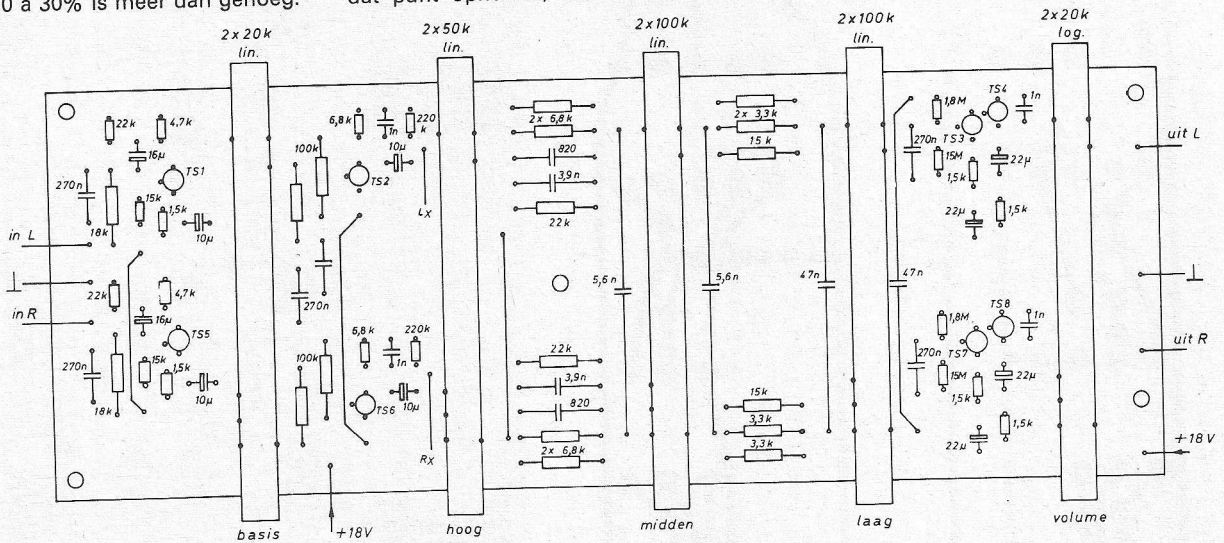 0 à 30% is meer dan genoeg.
dat punt
2x20k
lin.
2x50k
lin.
2x100k
lin.
2x100k
lin.
2x20k
log.
22k
4,7k
16µ
TS1
270n
15k
1,5k
18k
10µ
in L
⊥
in R
22k
4,7k
16µ
TS5
270n
15k
1,5k
18k
10µ
100k
6,8k
1n
220
k
10µ
TS2
Lx
270n
100k
6,8k
1n
220k
10µ
TS6
Rx
2x 6,8k
820
3,9n
22k
22k
3,9n
820
2x 6,8k
5,6n
5,6n
2x 3,3k
15k
15k
3,3k
3,3k
47n
47n
1,8M
TS4
1n
TS3
270n
15M
1,5k
22µ
22µ
1,5k
1,8M
TS8
1n
TS7
270n
15M
1,5k
22µ
22µ
1,5k
uit L
⊥
uit R
+18V
basis
+18V
hoog
midden
laag
volume